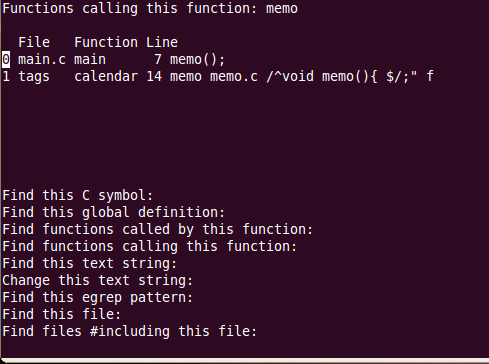 Functions calling this function: memo
File Function Line
0 main.c main 7 memo();
1 tags calendar 14 memo memo.c /^void memo(){ $/;" f
Find this C symbol:
Find this global definition:
Find functions called by this function:
Find functions calling this function:
Find this text string:
Change this text string:
Find this egrep pattern:
Find this file:
Find files #including this file: